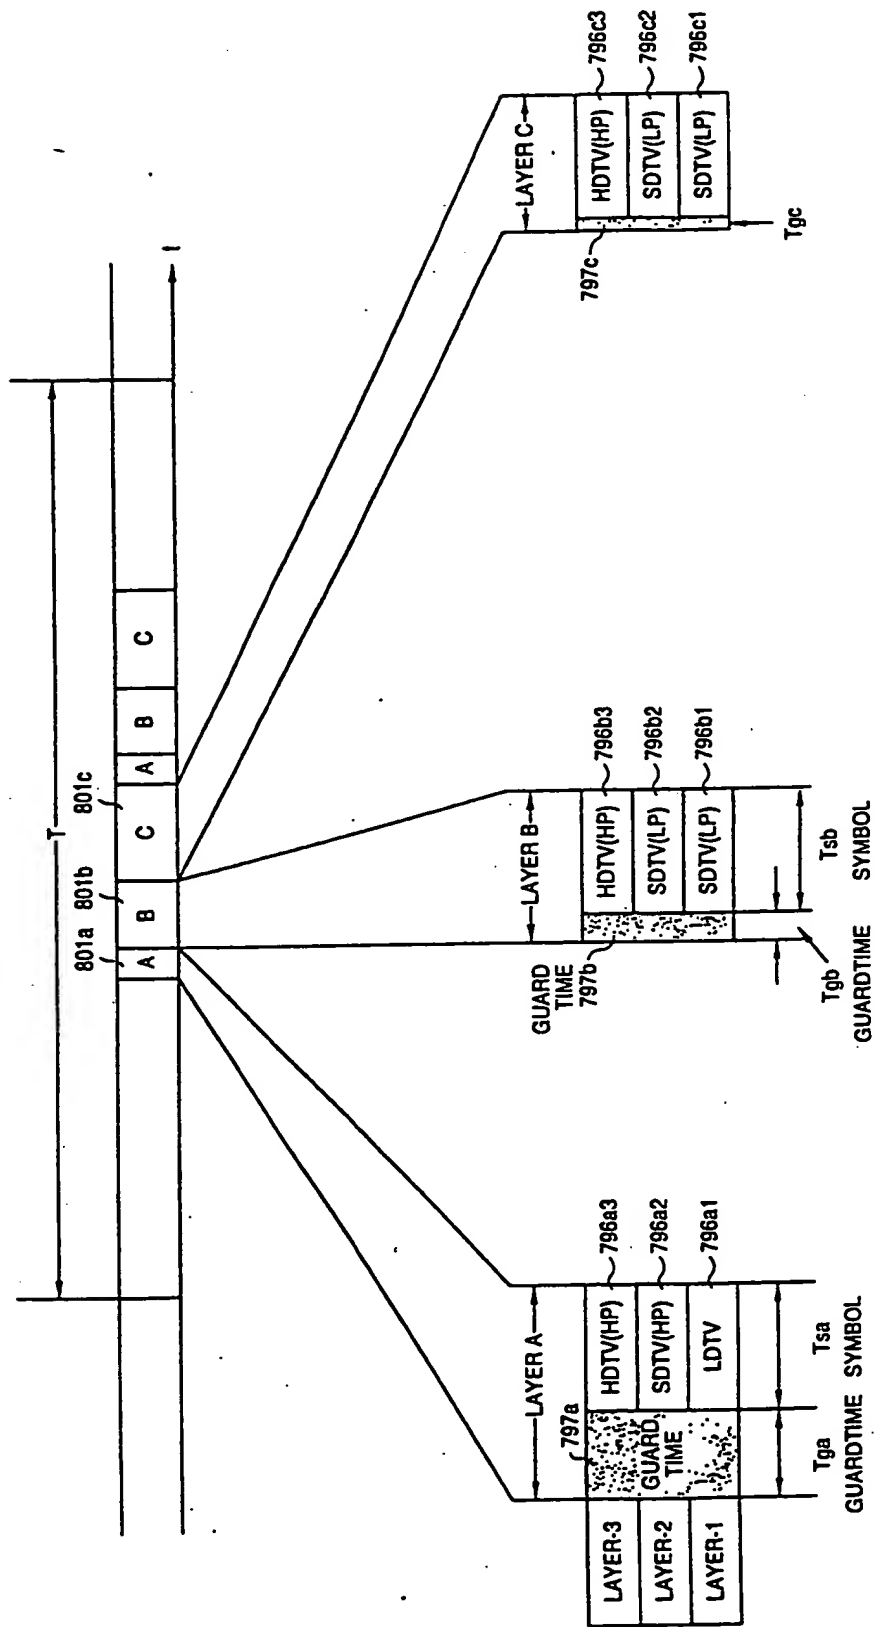 T
801a
801b
801c
A
B
C
A
B
C
t
LAYER A
797a
LAYER-3
LAYER-2
LAYER-1
GUARD
TIME
HDTV(HP)
SDTV(HP)
LDTV
796a3
796a2
796a1
Tga
Tsa
GUARDTIME SYMBOL
LAYER B
GUARD
TIME
797b
HDTV(HP)
SDTV(LP)
SDTV(LP)
796b3
796b2
796b1
Tgb
Tsb
GUARDTIME SYMBOL
LAYER C
797c
HDTV(HP)
SDTV(LP)
SDTV(LP)
796c3
796c2
796c1
Tgc